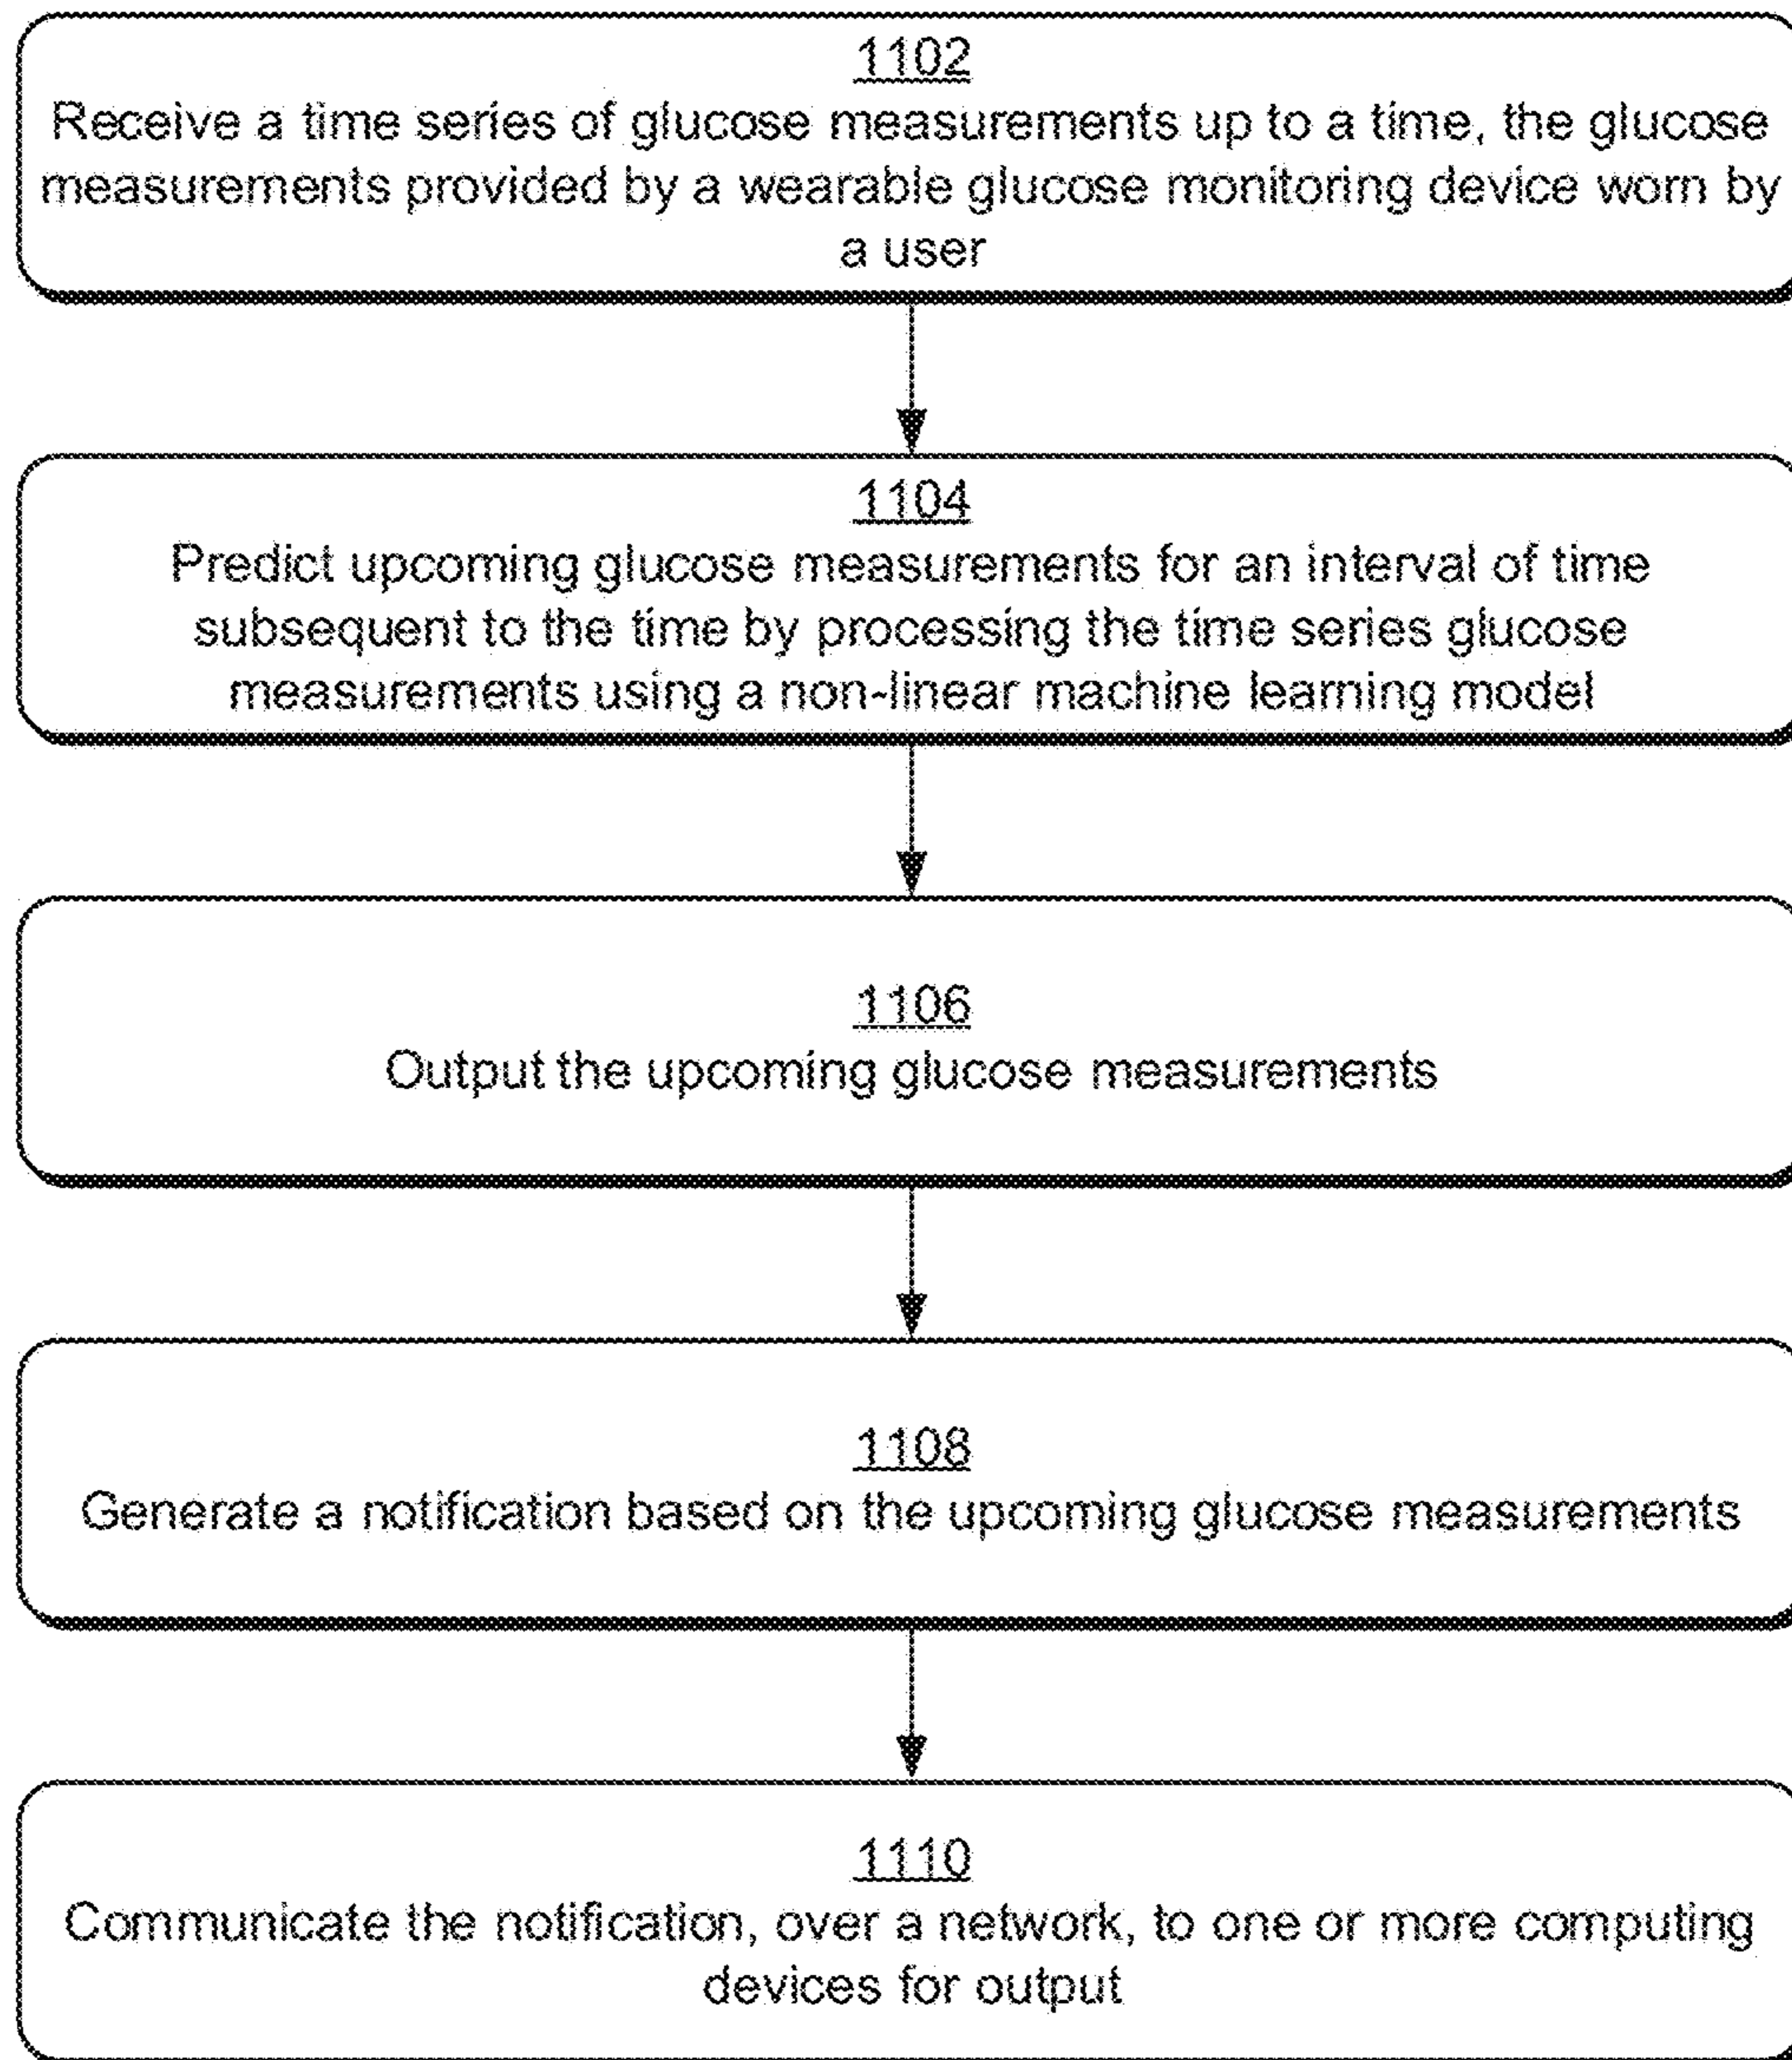 1102
Receive a time series of glucose measurements up to a time, the glucose
measurements provided by a wearable glucose monitoring device worn by
a user
1104
Predict upcoming glucose measurements for an interval of time
subsequent to the time by processing the time series glucose
measurements using a non-linear machine learning model
1106
Output the upcoming glucose measurements
1108
Generate a notification based on the upcoming glucose measurements
1110
Communicate the notification, over a network, to one or more computing
devices for output